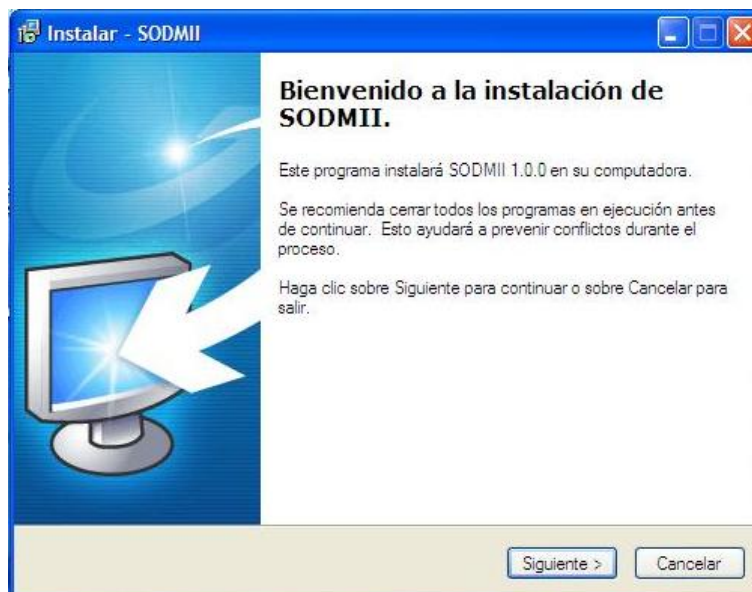 Instalar - SODMII
Bienvenido a la instalación de
SODMII.
Este programa instalará SODMII 1.0.0 en su computadora.
Se recomienda cerrar todos los programas en ejecución antes
de continuar. Esto ayudará a prevenir conflictos durante el
proceso.
Haga clic sobre Siguiente para continuar o sobre Cancelar para
salir.
Siguiente >
Cancelar